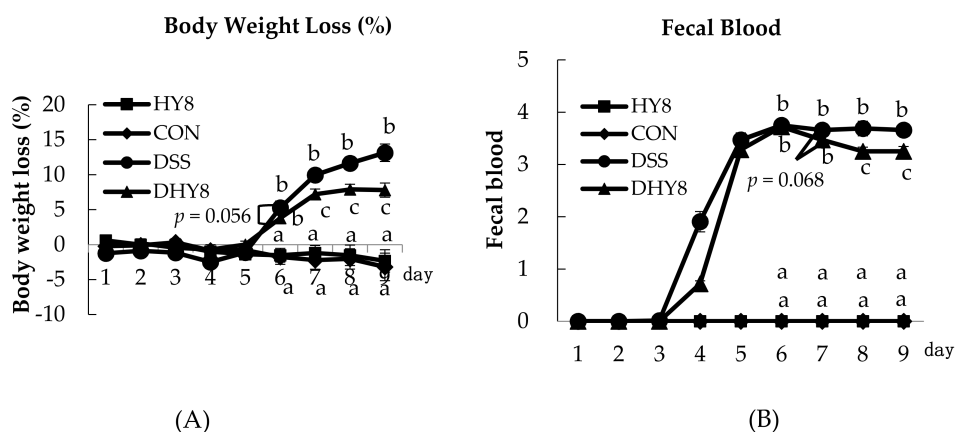 Body Weight Loss (%)
Body weight loss (%)
20
15
10
5
0
-5
-10
HY8
CON
DSS
DHY8
b
b
b
b
p = 0.056
b
c
c
c
a
a
a
a
1 2 3 4 5 6 7 8 9 day
a
a
a
a
(A)
Fecal Blood
Fecal blood
5
4
3
2
1
0
HY8
CON
DSS
DHY8
b
b
b
b
b
b
c
c
p = 0.068
a a a a
a a a a
1 2 3 4 5 6 7 8 9 day
(B)